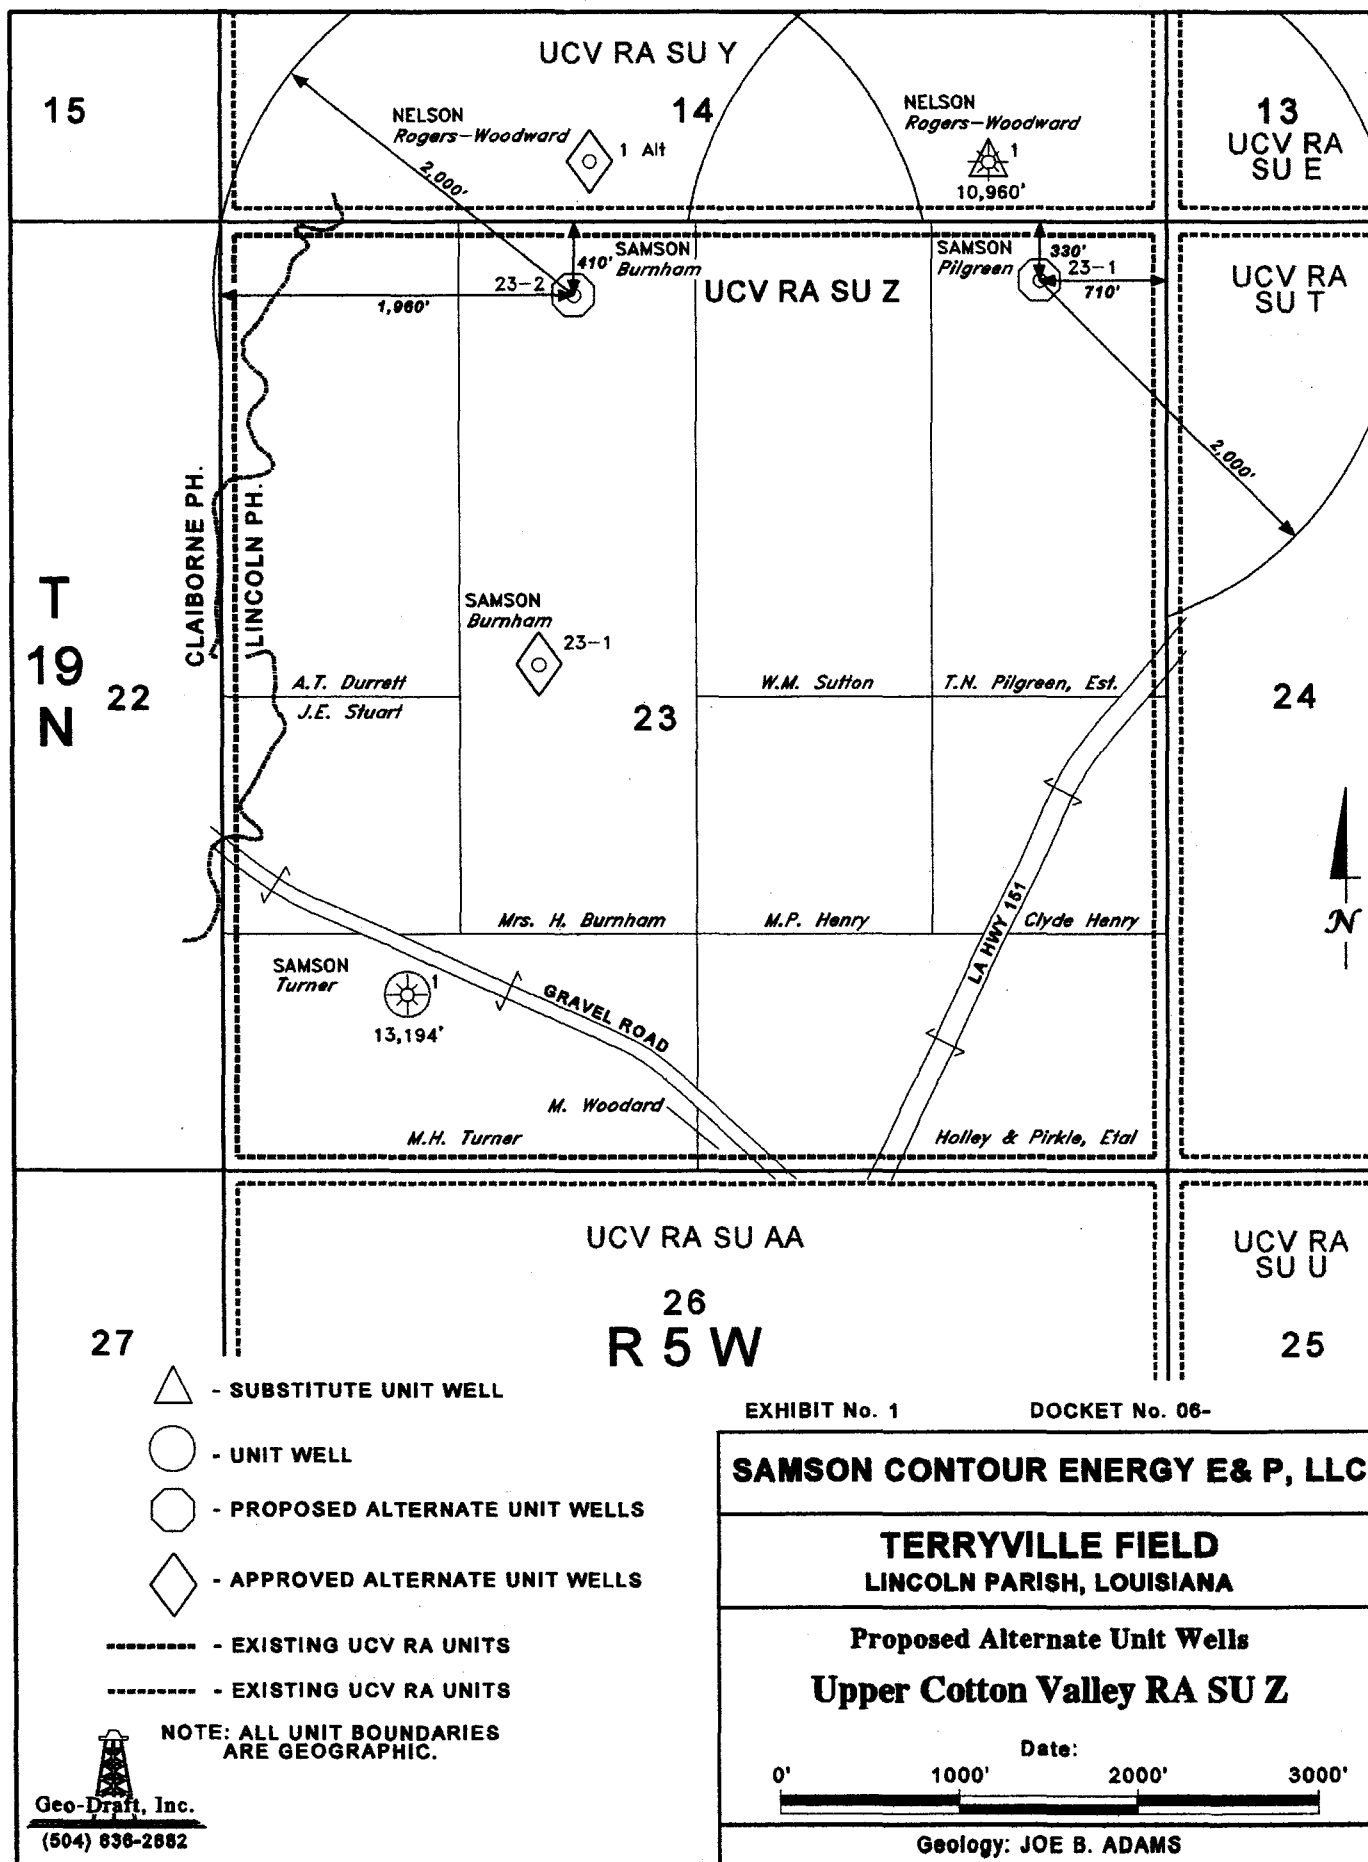 UCV RA SU Y
15
14
13
UCV RA
SU E
NELSON
Rogers-Woodward
1 Alt
NELSON
Rogers-Woodward
1
10,960'
2,000'
SAMSON
Burnham
410'
23-2
1,960'
UCV RA SU Z
SAMSON
Pilgreen
330'
23-1
710'
UCV RA
SU T
2,000'
CLAIBORNE PH.
LINCOLN PH.
T
19
N
22
SAMSON
Burnham
23-1
A.T. Durrett
J.E. Stuart
23
W.M. Sutton
T.N. Pilgreen, Est.
24
N
Mrs. H. Burnham
M.P. Henry
Clyde Henry
LA HWY 151
SAMSON
Turner
1
13,194'
GRAVEL ROAD
M. Woodard
M.H. Turner
Holley & Pirkle, Etal
UCV RA SU AA
UCV RA
SU U
26
R 5 W
27
25
- SUBSTITUTE UNIT WELL
- UNIT WELL
- PROPOSED ALTERNATE UNIT WELLS
- APPROVED ALTERNATE UNIT WELLS
- EXISTING UCV RA UNITS
- EXISTING UCV RA UNITS
NOTE: ALL UNIT BOUNDARIES
ARE GEOGRAPHIC.
Geo-Draft, Inc.
(504) 836-2882
EXHIBIT No. 1
DOCKET No. 06-
SAMSON CONTOUR ENERGY E& P, LLC
TERRYVILLE FIELD
LINCOLN PARISH, LOUISIANA
Proposed Alternate Unit Wells
Upper Cotton Valley RA SU Z
Date:
0' 1000' 2000' 3000'
Geology: JOE B. ADAMS